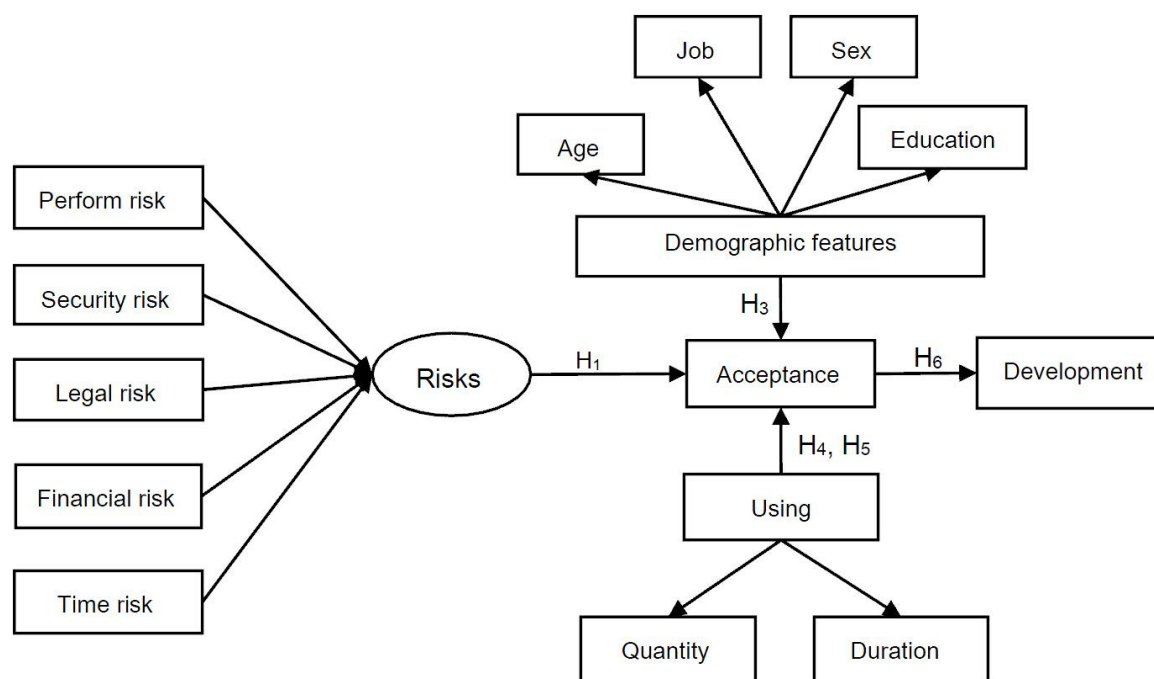 Job
Sex
Age
Education
Perform risk
Demographic features
Security risk
H₃
Legal risk
Risks
H₁
Acceptance
H₆
Development
H₄, H₅
Financial risk
Using
Time risk
Quantity
Duration